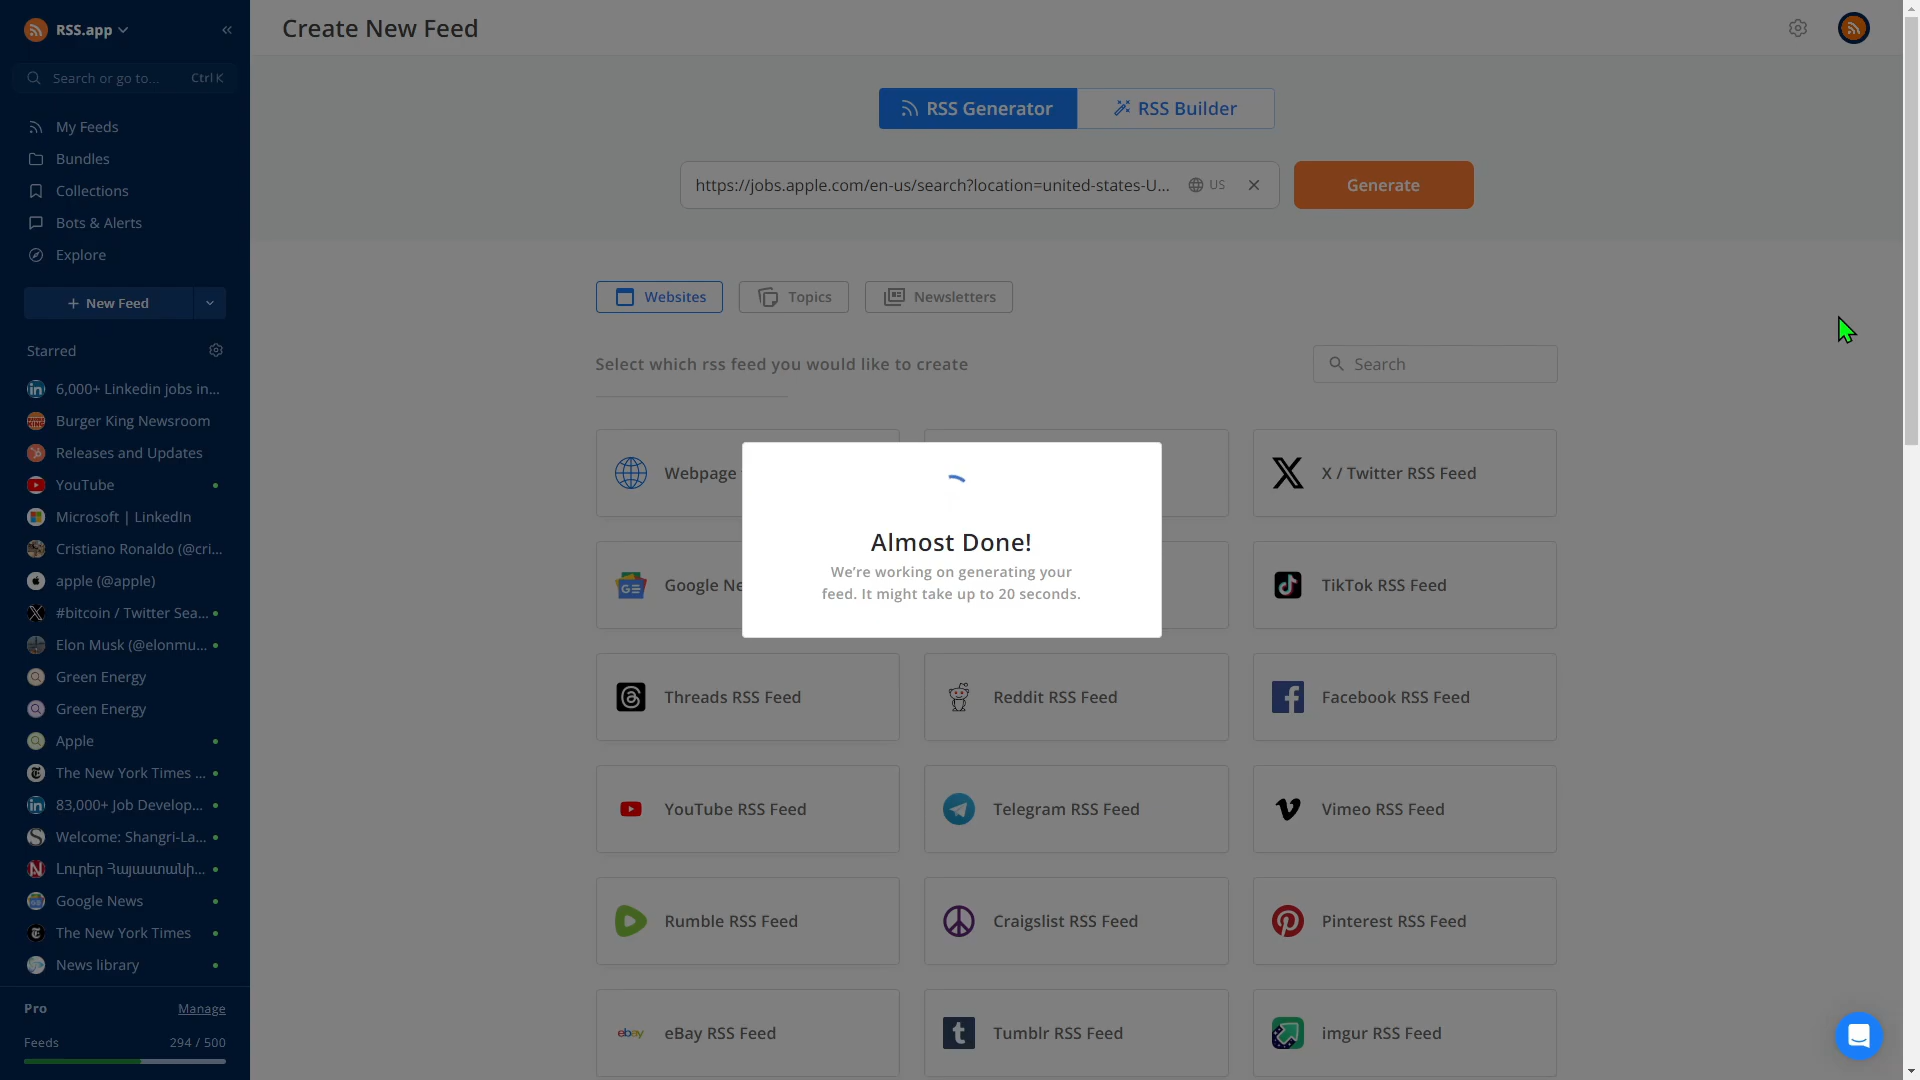 RSS.app
Search or go to... Ctrl K
My Feeds
Bundles
Collections
Bots & Alerts
Explore
+ New Feed
Starred
6,000+ Linkedin jobs in...
Burger King Newsroom
Releases and Updates
YouTube
Microsoft | LinkedIn
Cristiano Ronaldo (@cri...
apple (@apple)
#bitcoin / Twitter Sea...
Elon Musk (@elonmu...
Green Energy
Green Energy
Apple
The New York Times ...
83,000+ Job Develop...
Welcome: Shangri-La...
Լուրեր Հայաստանի...
Google News
The New York Times
News library
Pro Manage
Feeds 294 / 500
Create New Feed
RSS Generator RSS Builder
https://jobs.apple.com/en-us/search?location=united-states-U... US Generate
Websites Topics Newsletters
Select which rss feed you would like to create Search
Webpage
X / Twitter RSS Feed
Almost Done!
We're working on generating your
feed. It might take up to 20 seconds.
Google Ne
TikTok RSS Feed
Threads RSS Feed Reddit RSS Feed Facebook RSS Feed
YouTube RSS Feed Telegram RSS Feed Vimeo RSS Feed
Rumble RSS Feed Craigslist RSS Feed Pinterest RSS Feed
ebay eBay RSS Feed Tumblr RSS Feed imgur RSS Feed